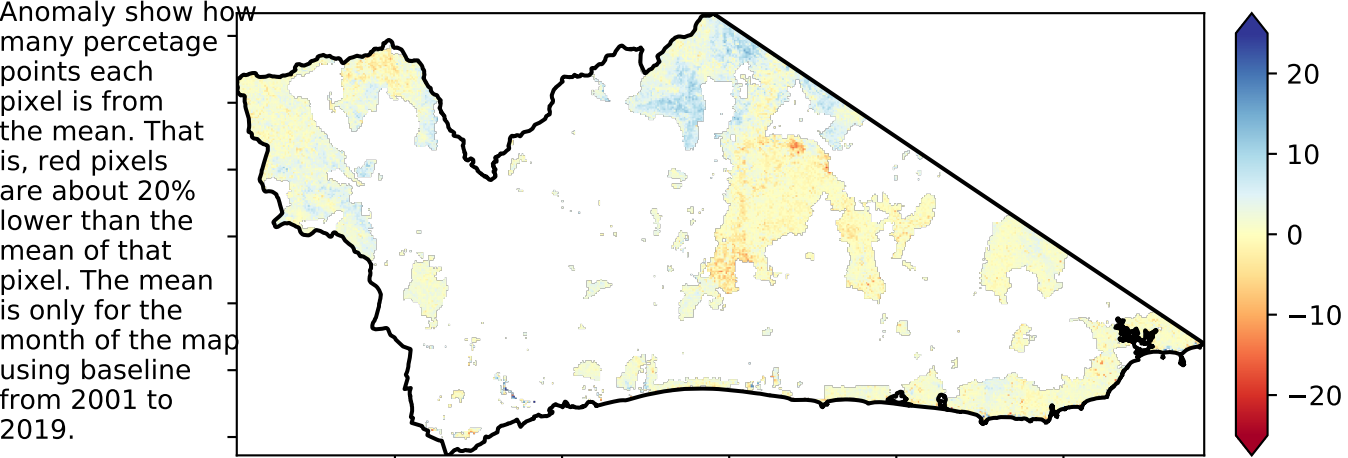 Anomaly show how
many percetage
points each
pixel is from
the mean. That
is, red pixels
are about 20%
lower than the
mean of that
pixel. The mean
is only for the
month of the map
using baseline
from 2001 to
2019.
20
10
0
−10
−20